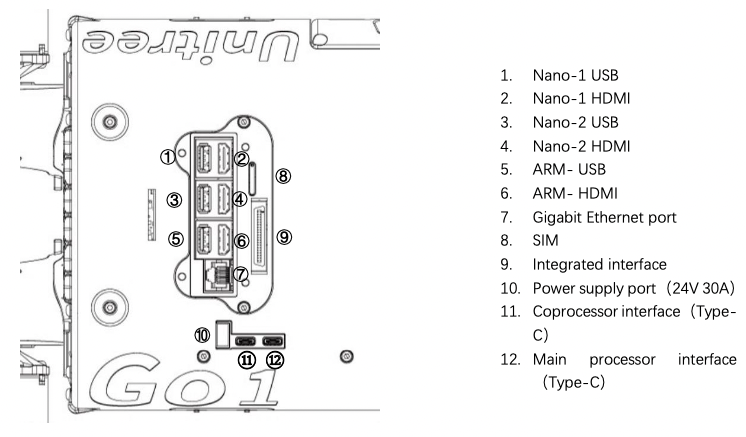 Unitree
①
②
③
④
⑤
⑥
⑦
⑧
⑨
⑩
⑪
⑫
Go1
1. Nano-1 USB
2. Nano-1 HDMI
3. Nano-2 USB
4. Nano-2 HDMI
5. ARM- USB
6. ARM- HDMI
7. Gigabit Ethernet port
8. SIM
9. Integrated interface
10. Power supply port（24V 30A）
11. Coprocessor interface（Type-
C）
12. Main processor interface
（Type-C）